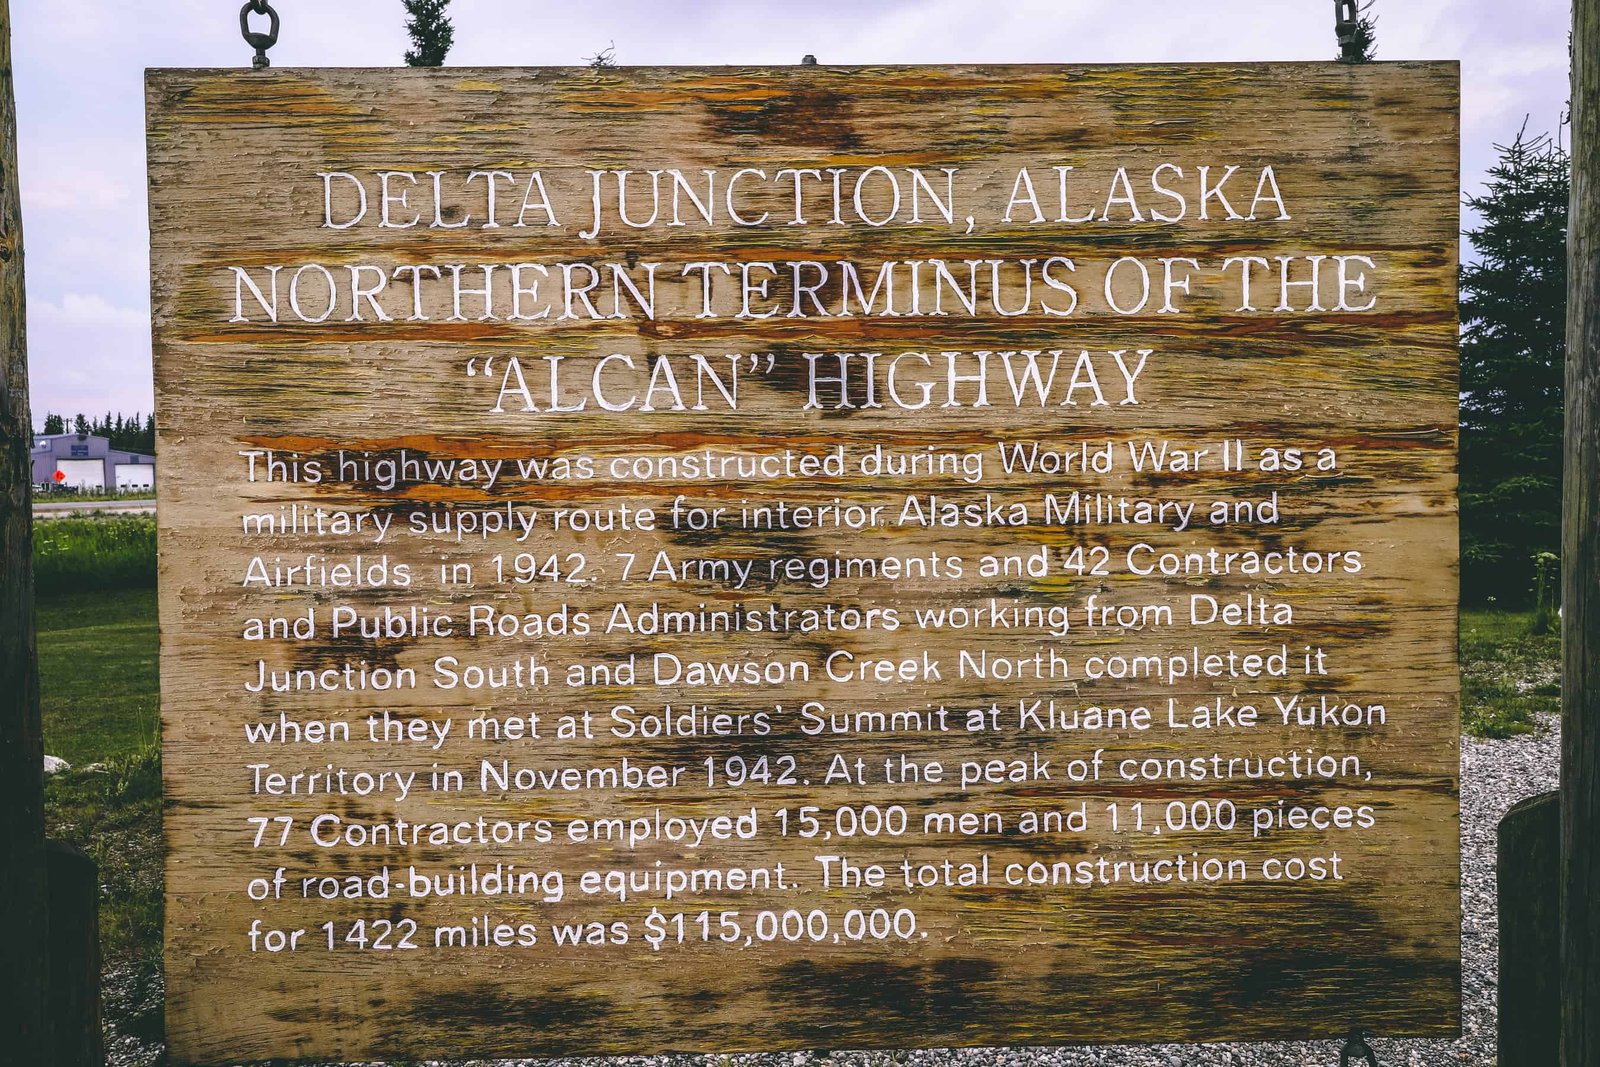 DELTA JUNCTION, ALASKA
NORTHERN TERMINUS OF THE
“ALCAN” HIGHWAY
This highway was constructed during World War II as a
military supply route for interior Alaska Military and
Airfields in 1942. 7 Army regiments and 42 Contractors
and Public Roads Administrators working from Delta
Junction South and Dawson Creek North completed it
when they met at Soldiers' Summit at Kluane Lake Yukon
Territory in November 1942. At the peak of construction,
77 Contractors employed 15,000 men and 11,000 pieces
of road-building equipment. The total construction cost
for 1422 miles was $115,000,000.